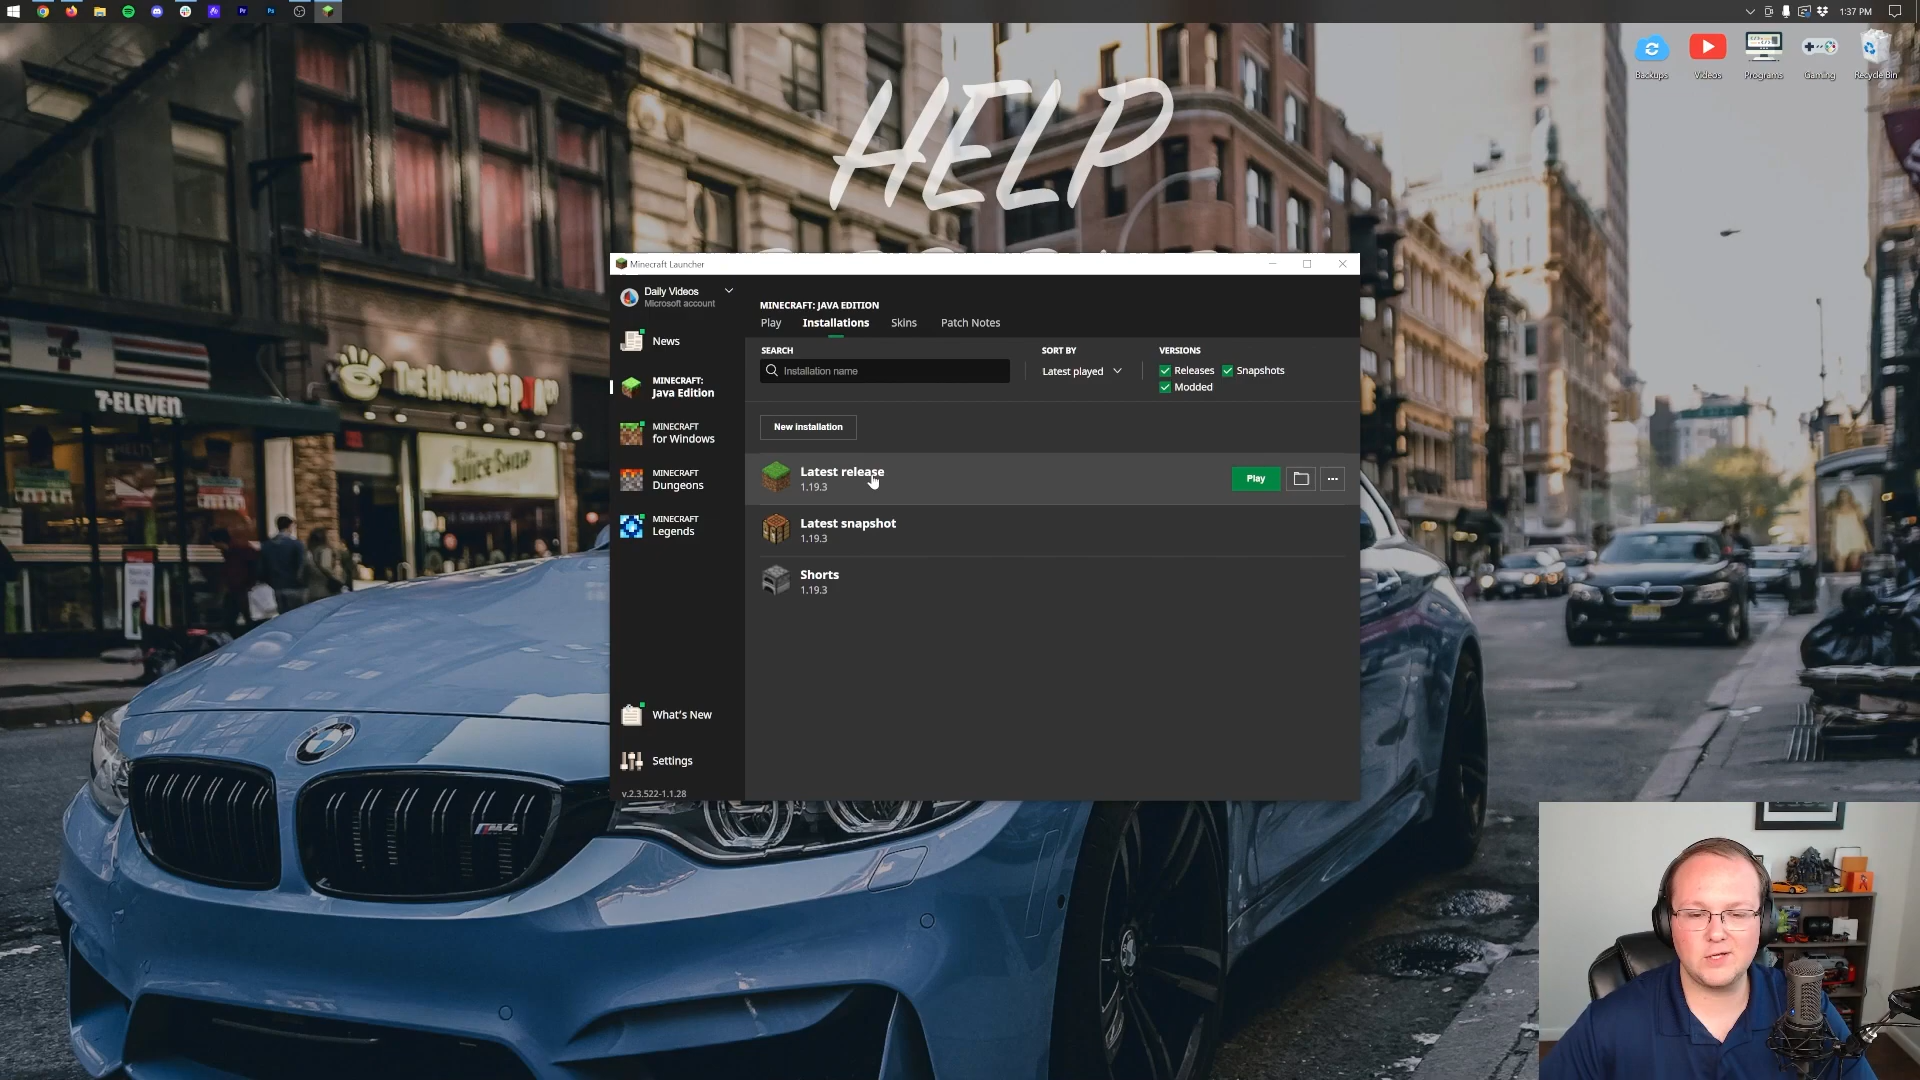 1:37 PM
Backups
Videos
Programs
Gaming
Recycle Bin
HELP
Minecraft Launcher
Daily Videos
Microsoft account
News
MINECRAFT:
Java Edition
MINECRAFT
for Windows
MINECRAFT
Dungeons
MINECRAFT
Legends
What's New
Settings
v.2.3.522-1.1.28
MINECRAFT: JAVA EDITION
Play
Installations
Skins
Patch Notes
SEARCH
Installation name
SORT BY
Latest played
VERSIONS
Releases
Snapshots
Modded
New installation
Latest release
1.19.3
Play
Latest snapshot
1.19.3
Shorts
1.19.3
7-ELEVEN
JUICE SHOP
M4